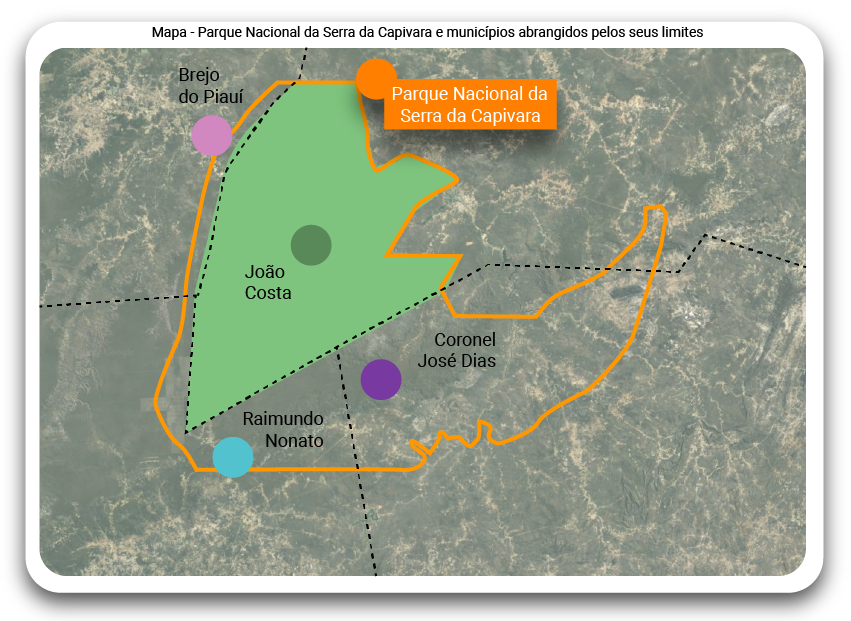 Mapa - Parque Nacional da Serra da Capivara e municípios abrangidos pelos seus limites
Brejo
do Piauí
Parque Nacional da
Serra da Capivara
João
Costa
Coronel
José Dias
Raimundo
Nonato